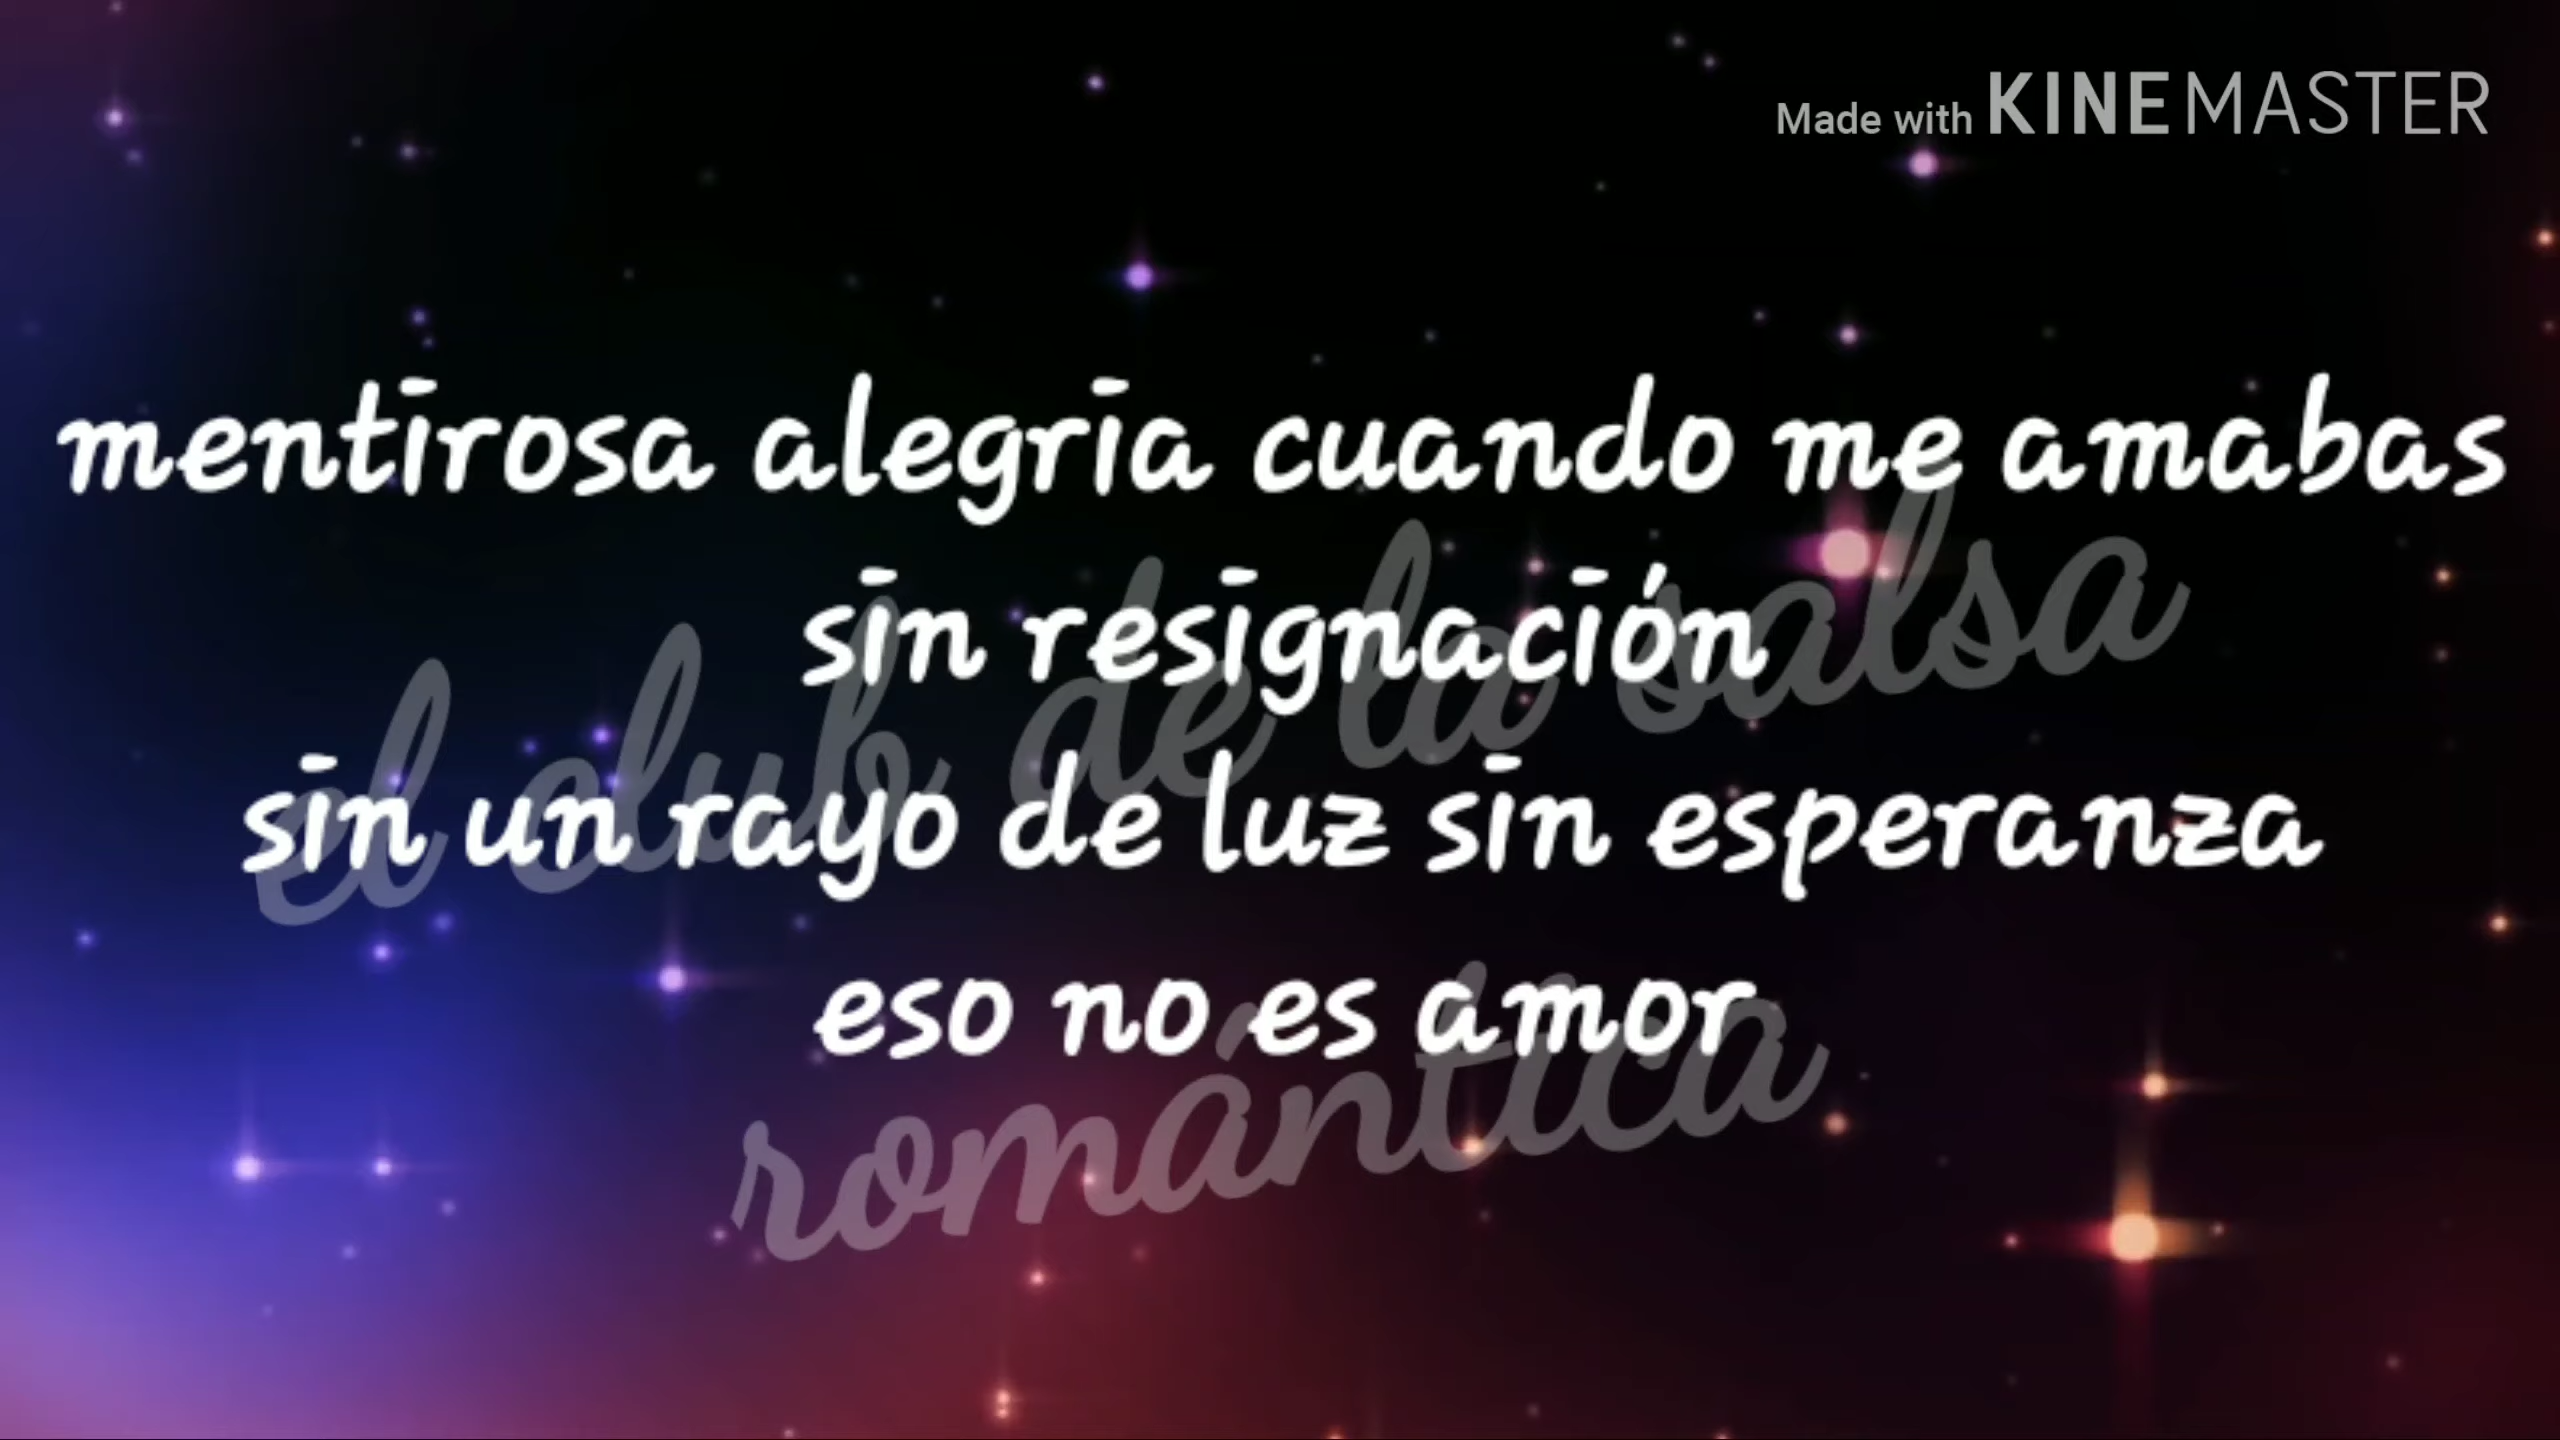 Made with KINEMASTER
mentirosa alegria cuando me amabas
sin resignación
sin un rayo de luz sin esperanza
eso no es amor
el club de la salsa
romántica